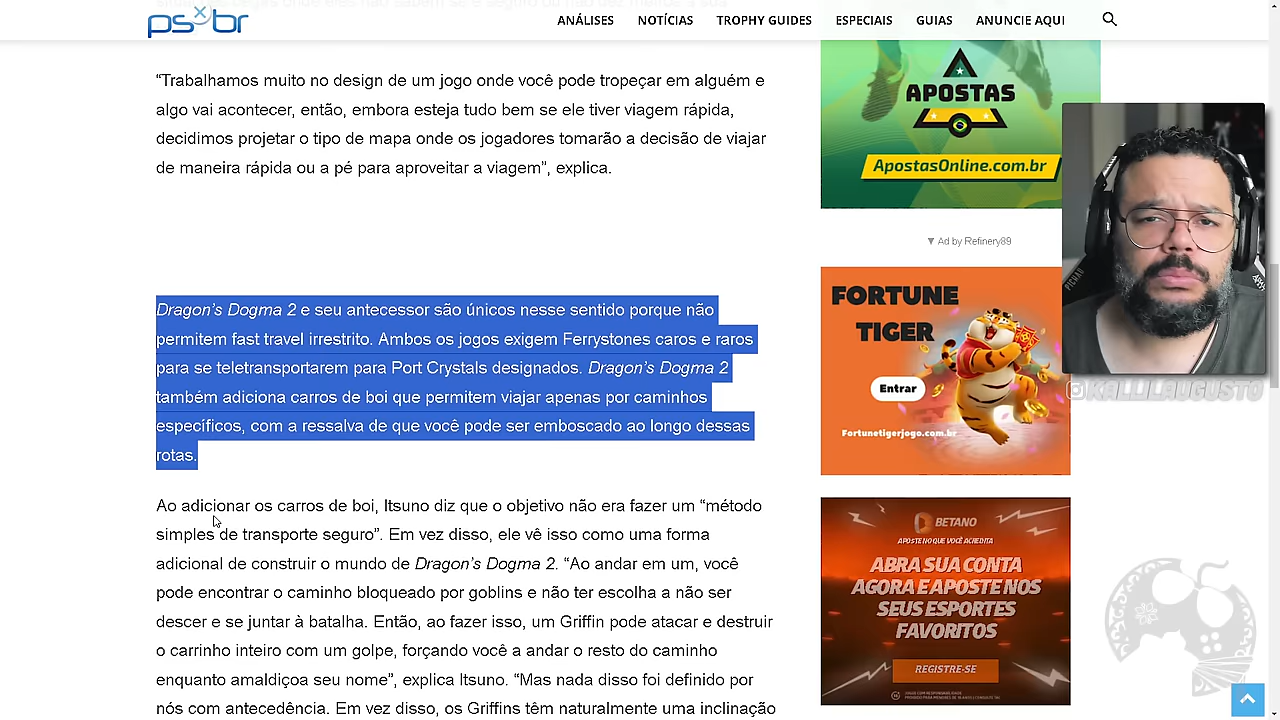 ps br
ANÁLISES
NOTÍCIAS
TROPHY GUIDES
ESPECIAIS
GUIAS
ANUNCIE AQUI
“Trabalhamos muito no design de um jogo onde você pode tropeçar em alguém e
algo vai acontecer, então, embora esteja tudo bem se ele tiver viagem rápida,
decidimos projetar o tipo de mapa onde os jogadores tomarão a decisão de viajar
de maneira rápida ou a pé para aproveitar a viagem”, explica.
Dragon’s Dogma 2 e seu antecessor são únicos nesse sentido porque não
permitem fast travel irrestrito. Ambos os jogos exigem Ferrystones caros e raros
para se teletransportarem para Port Crystals designados. Dragon’s Dogma 2
também adiciona carros de boi que permitem viajar apenas por caminhos
específicos, com a ressalva de que você pode ser emboscado ao longo dessas
rotas.
Ao adicionar os carros de boi, Itsuno diz que o objetivo não era fazer um “método
simples de transporte seguro”. Em vez disso, ele vê isso como uma forma
adicional de mostrar o mundo de Dragon’s Dogma 2. “Ao andar em um, você
pode encontrar o caminho bloqueado por goblins e não ter escolha a não ser
descer e se juntar à batalha. Então, ao fazer isso, um Griffin pode atacar e destruir
o carrinho inteiro com um golpe, forçando você a andar o resto do caminho
enquanto amaldiçoa seu nome”, explica Itsuno. “Mas nada disso foi definido por
nós com antecedência. Em vez disso, os Griffins têm naturalmente uma inclinação
APOSTAS
ApostasOnline.com.br
▼ Ad by Refinery89
FORTUNE
TIGER
Entrar
Fortunetigerjogo.com.br
BETANO
APOSTE NO QUE VOCÊ ACREDITA
ABRA SUA CONTA
AGORA E APOSTE NOS
SEUS ESPORTES
FAVORITOS
REGISTRE-SE
PICHAU
@KALLILAUGUSTO